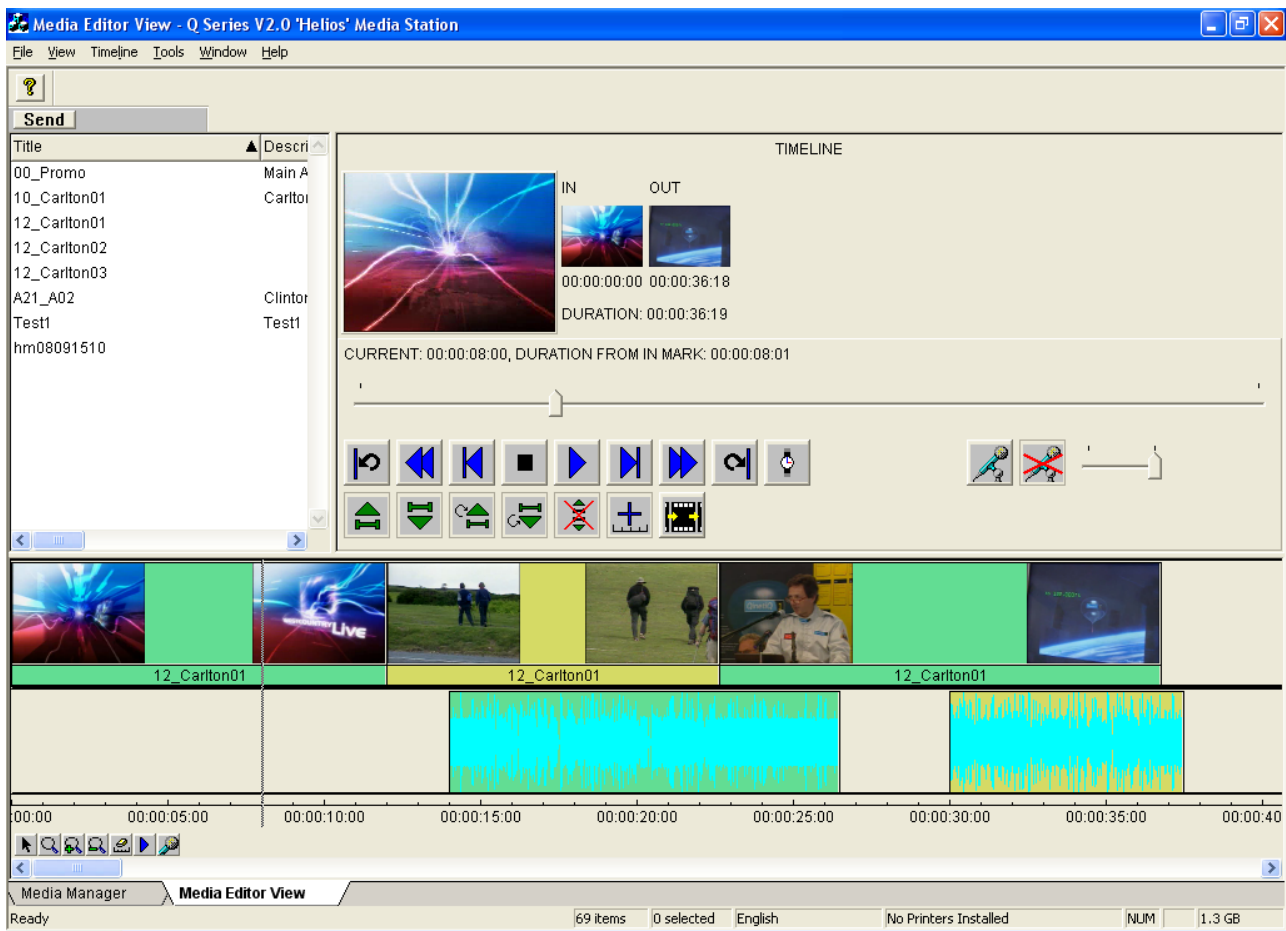 Media Editor View - Q Series V2.0 'Helios' Media Station
File View Timeline Tools Window Help
Send
Title Descri
TIMELINE
00_Promo Main A
10_Carlton01 Carlton
12_Carlton01
12_Carlton02
12_Carlton03
A21_A02 Clinton
Test1 Test1
hm08091510
IN OUT
00:00:00:00 00:00:36:18
DURATION: 00:00:36:19
CURRENT: 00:00:08:00, DURATION FROM IN MARK: 00:00:08:01
LIVE
12_Carlton01 12_Carlton01 12_Carlton01
:00:00 00:00:05:00 00:00:10:00 00:00:15:00 00:00:20:00 00:00:25:00 00:00:30:00 00:00:35:00 00:00:40
Media Manager Media Editor View
Ready 69 items 0 selected English No Printers Installed NUM 1.3 GB